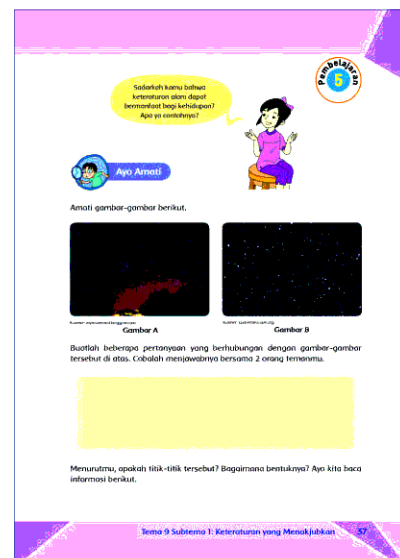 Pembelajaran
5
Sadarkah kamu bahwa
keteraturan alam dapat
bermanfaat bagi kehidupan?
Apa ya contohnya?
Ayo Amati
Amati gambar-gambar berikut.
Gambar A
Gambar B
Buatlah beberapa pertanyaan yang berhubungan dengan gambar-gambar
tersebut di atas. Cobalah menjawabnya bersama 2 orang temanmu.
Menurutmu, apakah titik-titik tersebut? Bagaimana bentuknya? Ayo kita baca
informasi berikut.
Tema 9 Subtema 1: Keteraturan yang Menakjubkan 37